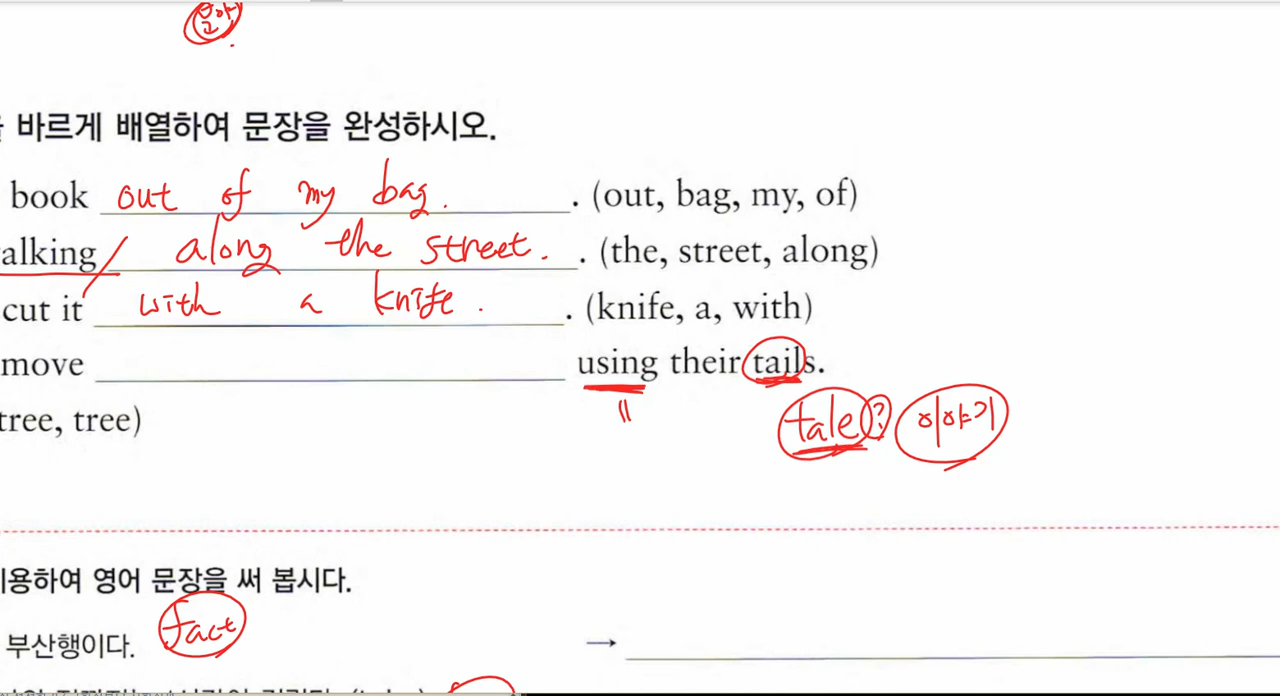 바르게 배열하여 문장을 완성하시오.
book out of my bag. . (out, bag, my, of)
alking / along the street. . (the, street, along)
cut it with a knife. . (knife, a, with)
move using their tails.
tale? 이야기
tree, tree)
용하여 영어 문장을 써 봅시다.
부산행이다. fact →